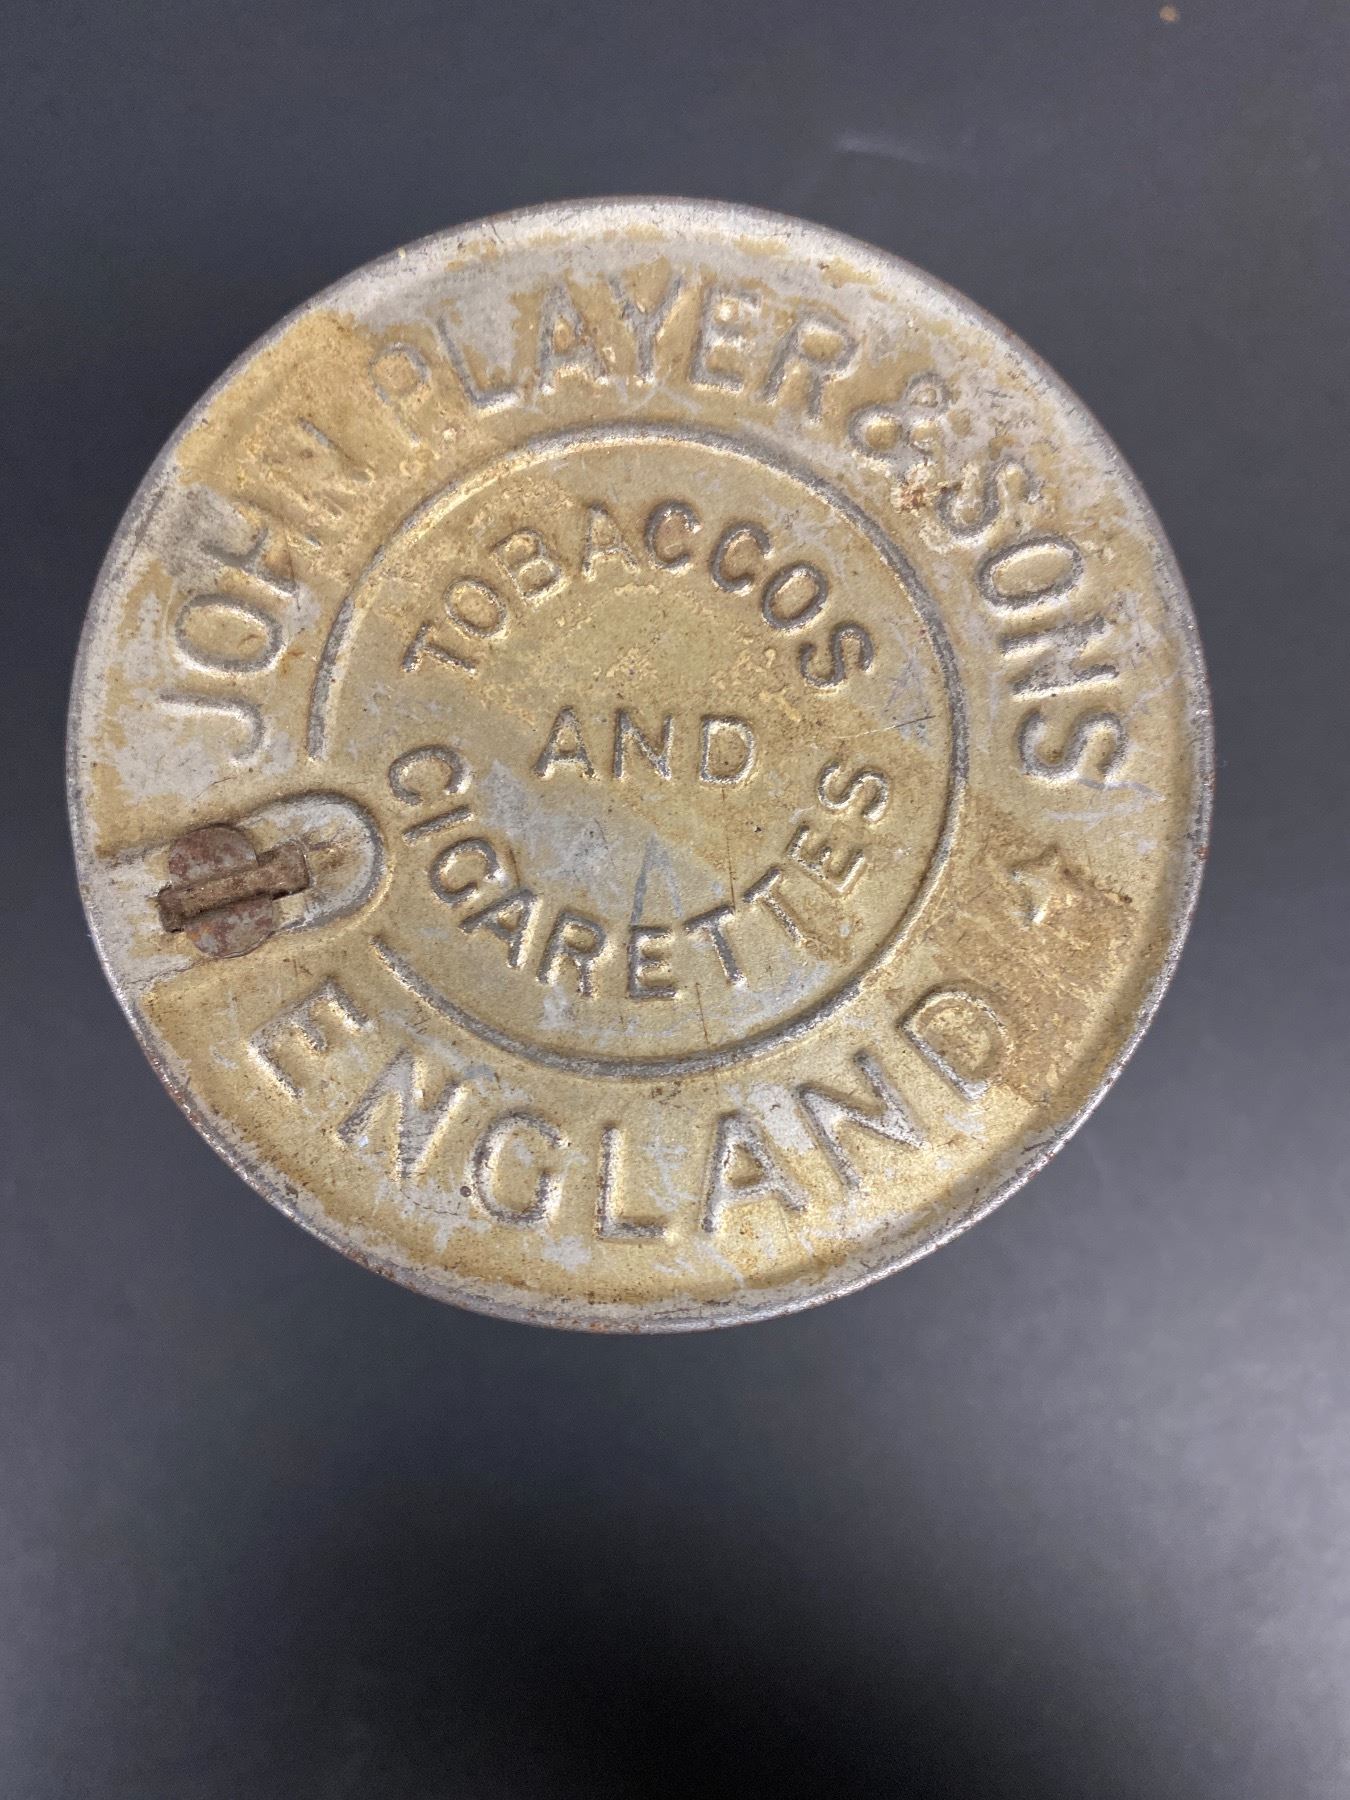 JOHN PLAYER & SONS
TOBACCOS
AND
CIGARETTES
ENGLAND